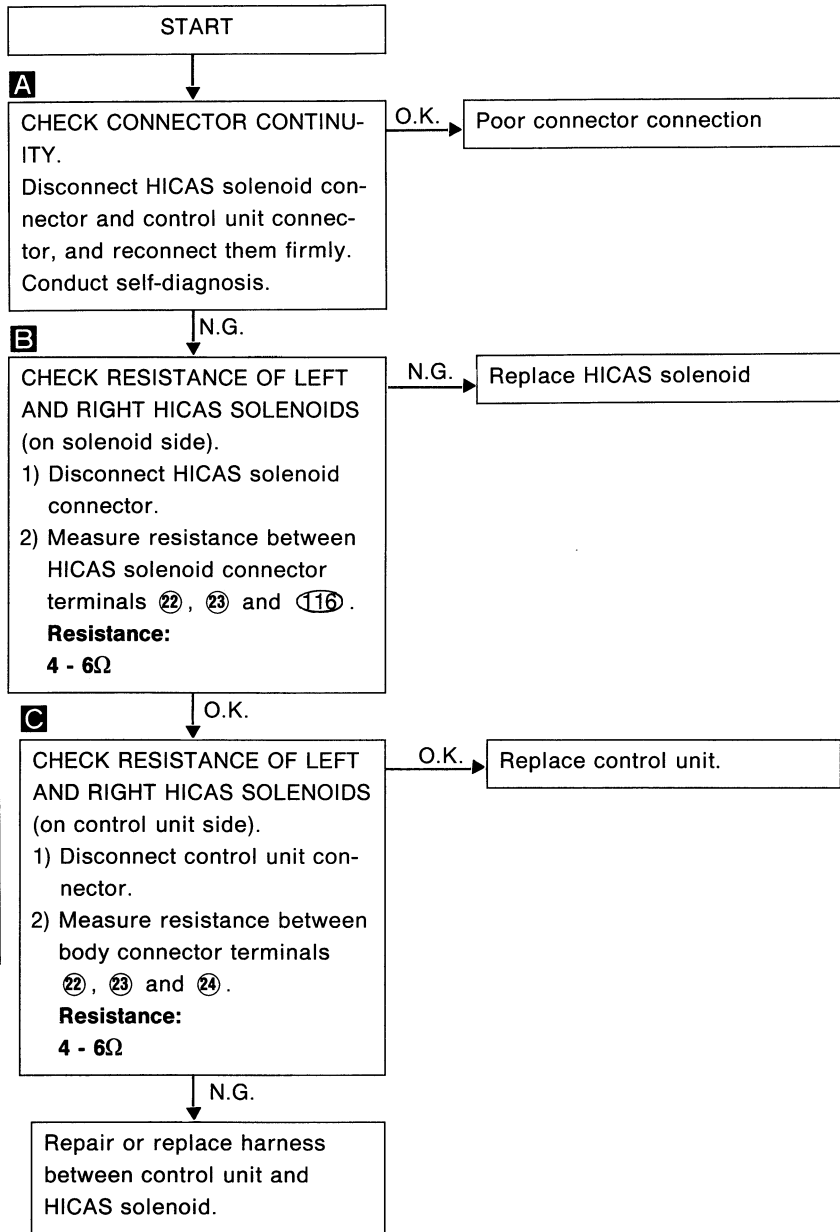 START
A
CHECK CONNECTOR CONTINU-
ITY.
Disconnect HICAS solenoid con-
nector and control unit connec-
tor, and reconnect them firmly.
Conduct self-diagnosis.
O.K.
Poor connector connection
N.G.
B
CHECK RESISTANCE OF LEFT
AND RIGHT HICAS SOLENOIDS
(on solenoid side).
1) Disconnect HICAS solenoid
connector.
2) Measure resistance between
HICAS solenoid connector
terminals ㉒, ㉓ and (116).
Resistance:
4 - 6Ω
N.G.
Replace HICAS solenoid
O.K.
C
CHECK RESISTANCE OF LEFT
AND RIGHT HICAS SOLENOIDS
(on control unit side).
1) Disconnect control unit con-
nector.
2) Measure resistance between
body connector terminals
㉒, ㉓ and ㉔.
Resistance:
4 - 6Ω
O.K.
Replace control unit.
N.G.
Repair or replace harness
between control unit and
HICAS solenoid.